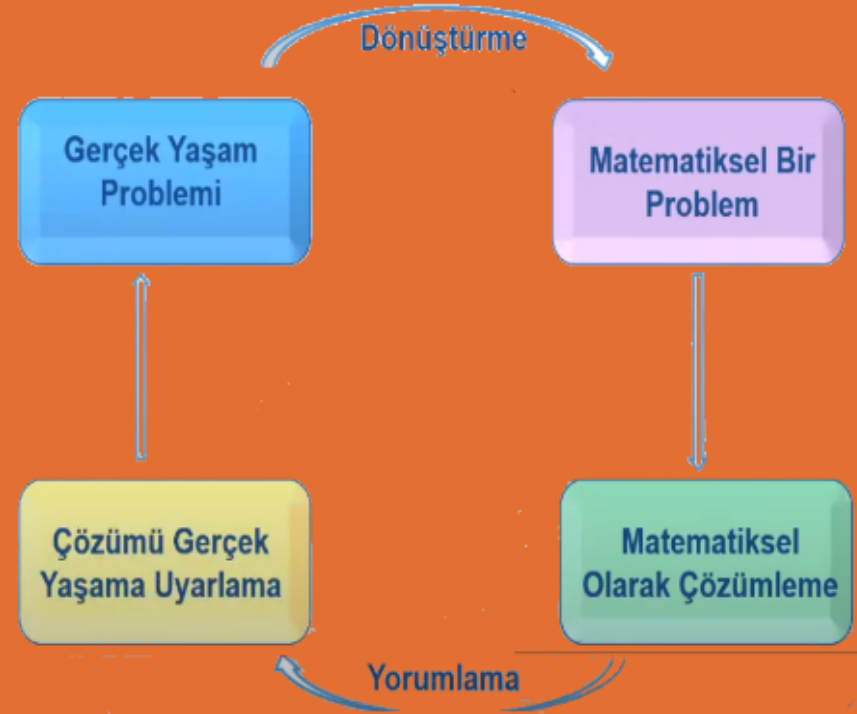 Dönüştürme
Gerçek Yaşam
Problemi
Matematiksel Bir
Problem
Çözümü Gerçek
Yaşama Uyarlama
Matematiksel
Olarak Çözümleme
Yorumlama